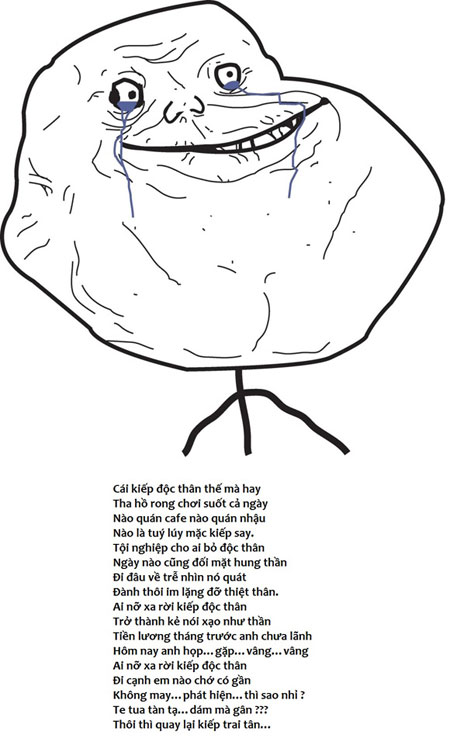 Cái kiếp độc thân thế mà hay
Tha hồ rong chơi suốt cả ngày
Nào quán cafe nào quán nhậu
Nào là tuý lúy mặc kiếp say.
Tội nghiệp cho ai bỏ độc thân
Ngày nào cũng đối mặt hung thần
Đi đâu về trễ nhìn nó quát
Đành thôi im lặng đỡ thiệt thân.
Ai nỡ xa rời kiếp độc thân
Trở thành kẻ nói xạo như thần
Tiền lương tháng trước anh chưa lãnh
Hôm nay anh họp... gặp... vâng... vâng
Ai nỡ xa rời kiếp độc thân
Đi cạnh em nào chớ có gần
Không may... phát hiện... thì sao nhỉ ?
Te tua tàn tạ... dám mà gân ???
Thôi thì quay lại kiếp trai tân...